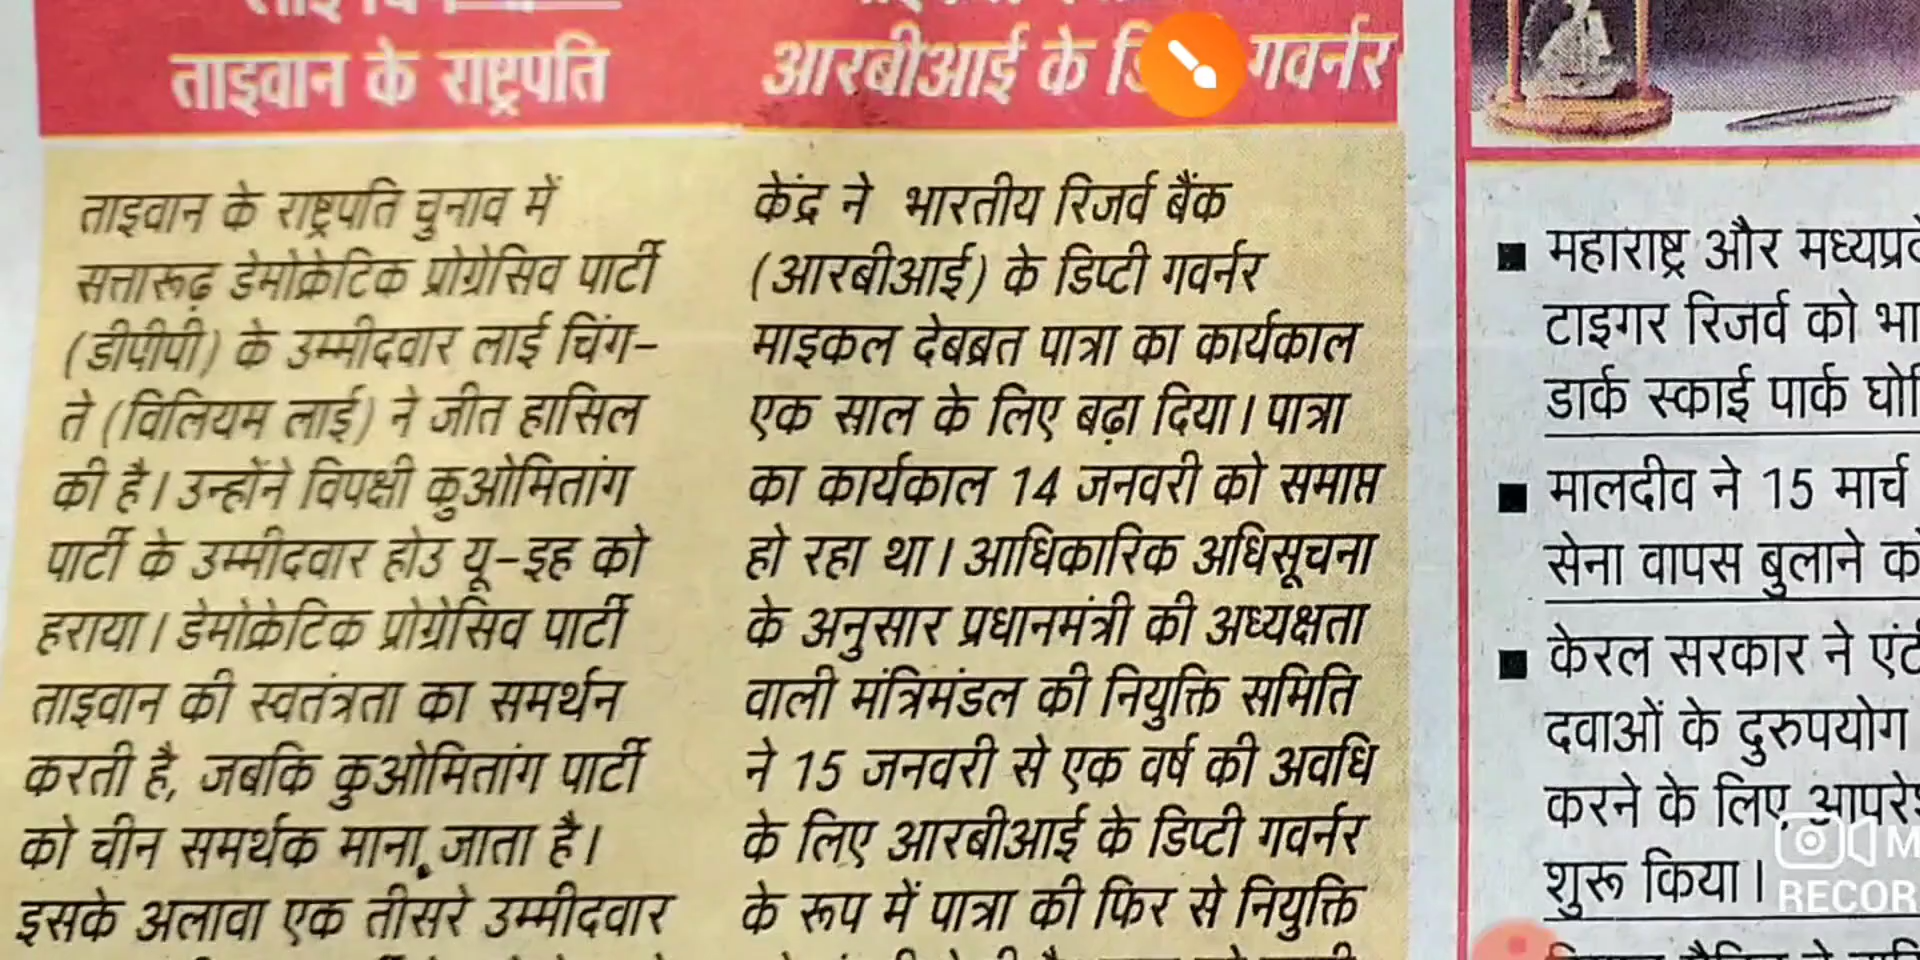 ताइवान के राष्ट्रपति
ताइवान के राष्ट्रपति चुनाव में
सत्तारूढ़ डेमोक्रेटिक प्रोग्रेसिव पार्टी
(डीपीपी) के उम्मीदवार लाई चिंग-
ते (विलियम लाई) ने जीत हासिल
की है। उन्होंने विपक्षी कुओमितांग
पार्टी के उम्मीदवार होउ यू-इह को
हराया। डेमोक्रेटिक प्रोग्रेसिव पार्टी
ताइवान की स्वतंत्रता का समर्थन
करती है, जबकि कुओमितांग पार्टी
को चीन समर्थक माना जाता है।
इसके अलावा एक तीसरे उम्मीदवार
आरबीआई के गवर्नर
केंद्र ने भारतीय रिजर्व बैंक
(आरबीआई) के डिप्टी गवर्नर
माइकल देबब्रत पात्रा का कार्यकाल
एक साल के लिए बढ़ा दिया। पात्रा
का कार्यकाल 14 जनवरी को समाप्त
हो रहा था। आधिकारिक अधिसूचना
के अनुसार प्रधानमंत्री की अध्यक्षता
वाली मंत्रिमंडल की नियुक्ति समिति
ने 15 जनवरी से एक वर्ष की अवधि
के लिए आरबीआई के डिप्टी गवर्नर
के रूप में पात्रा की फिर से नियुक्ति
■ महाराष्ट्र और
टाइगर रिजर्व को
डार्क स्काई पार्क
■ मालदीव ने 15 मार्च
सेना वापस बुलाने
■ केरल सरकार ने
दवाओं के दुरुपयोग
करने के लिए
शुरू किया।